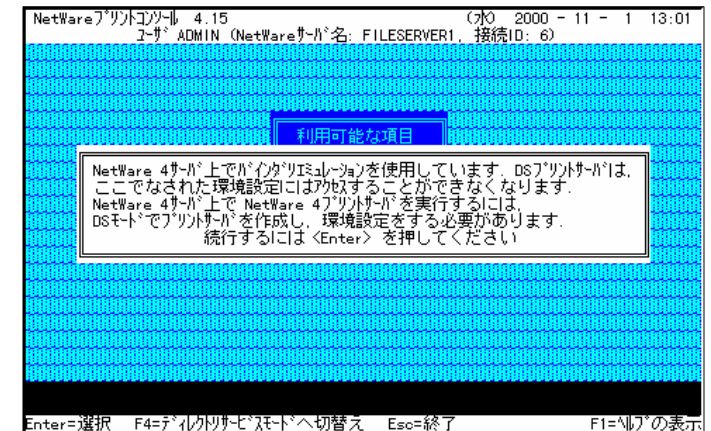 NetWareﾌﾟﾘﾝﾄｺﾝｿｰﾙ 4.15 (水) 2000 - 11 - 1 13:01
ﾕｰｻﾞ ADMIN (NetWareｻｰﾊﾞ名: FILESERVER1, 接続ID: 6)
利用可能な項目
NetWare 4ｻｰﾊﾞ上でﾊﾞｲﾝﾀﾞﾘｴﾐｭﾚｰｼｮﾝを使用しています. DSﾌﾟﾘﾝﾄｻｰﾊﾞは,
ここでなされた環境設定にはｱｸｾｽすることができなくなります.
NetWare 4ｻｰﾊﾞ上で NetWare 4ﾌﾟﾘﾝﾄｻｰﾊﾞを実行するには,
DSﾓｰﾄﾞでﾌﾟﾘﾝﾄｻｰﾊﾞを作成し, 環境設定をする必要があります.
続行するには <Enter> を押してください
Enter=選択 F4=ﾃﾞｨﾚｸﾄﾘｻｰﾋﾞｽﾓｰﾄﾞへ切替え Esc=終了 F1=ﾍﾙﾌﾟの表示